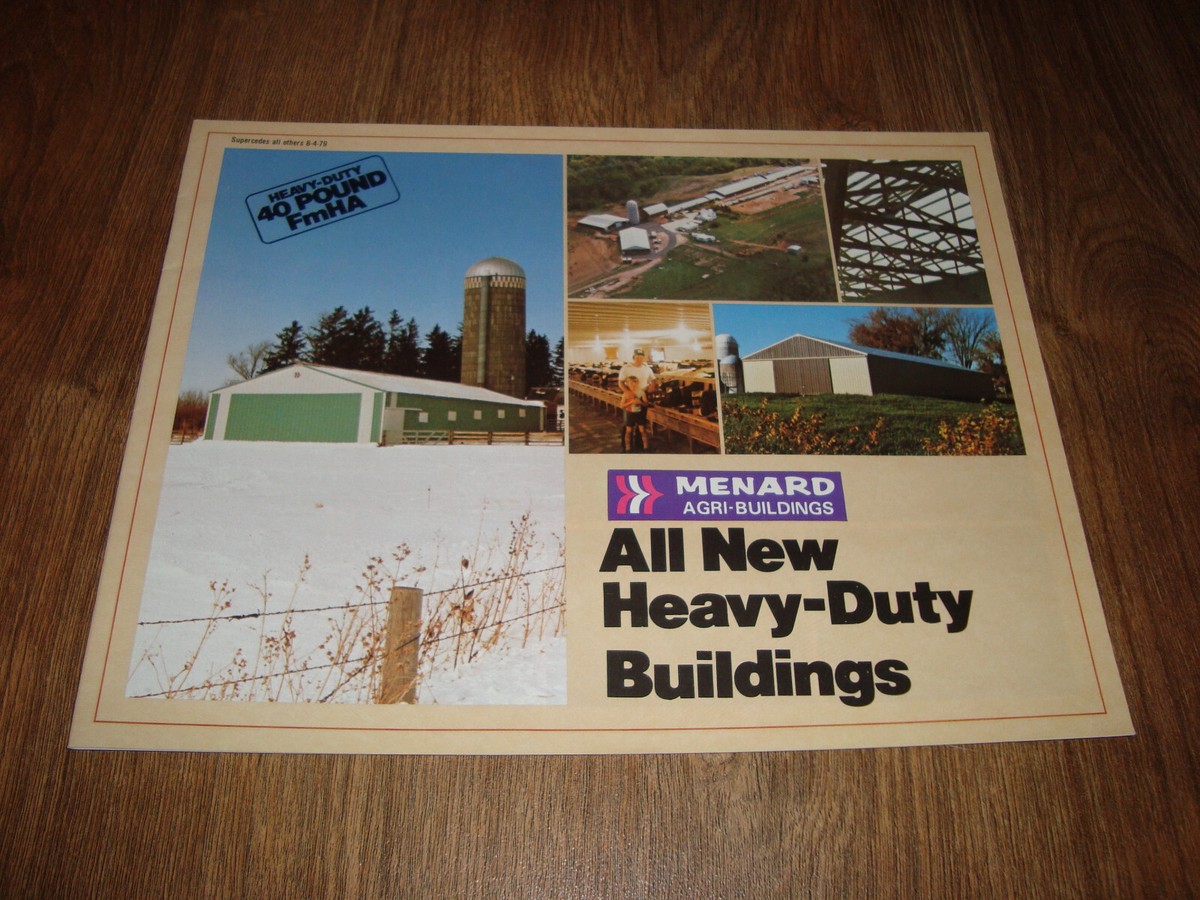 Supercedes all others 8-4-79
HEAVY-DUTY
40 POUND
FmHA
MENARD
AGRI-BUILDINGS
All New
Heavy-Duty
Buildings